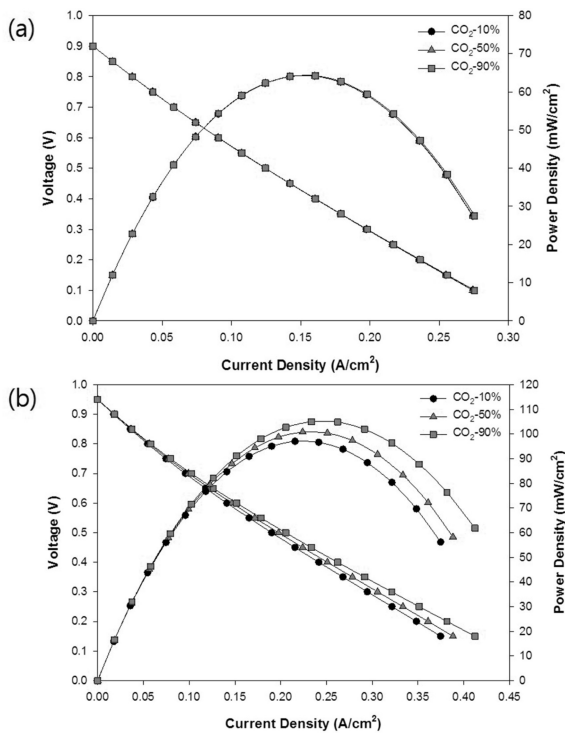 (a)
CO₂-10%
CO₂-50%
CO₂-90%
Voltage (V)
1.0
0.9
0.8
0.7
0.6
0.5
0.4
0.3
0.2
0.1
0.0
Power Density (mW/cm²)
80
70
60
50
40
30
20
10
0
0.00 0.05 0.10 0.15 0.20 0.25 0.30
Current Density (A/cm²)
(b)
CO₂-10%
CO₂-50%
CO₂-90%
Voltage (V)
1.0
0.9
0.8
0.7
0.6
0.5
0.4
0.3
0.2
0.1
0.0
Power Density (mW/cm²)
120
110
100
90
80
70
60
50
40
30
20
10
0
0.00 0.05 0.10 0.15 0.20 0.25 0.30 0.35 0.40 0.45
Current Density (A/cm²)